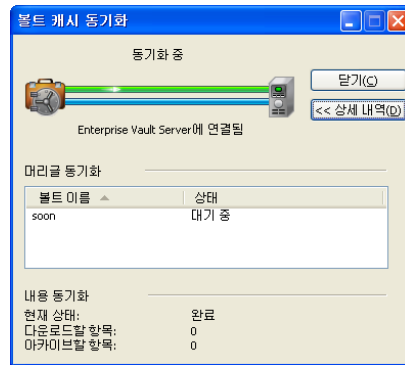 볼트 캐시 동기화
동기화 중
닫기(C)
<< 상세 내역(D)
Enterprise Vault Server에 연결됨
머리글 동기화
볼트 이름 상태
soon 대기 중
내용 동기화
현재 상태: 완료
다운로드할 항목: 0
아카이브할 항목: 0